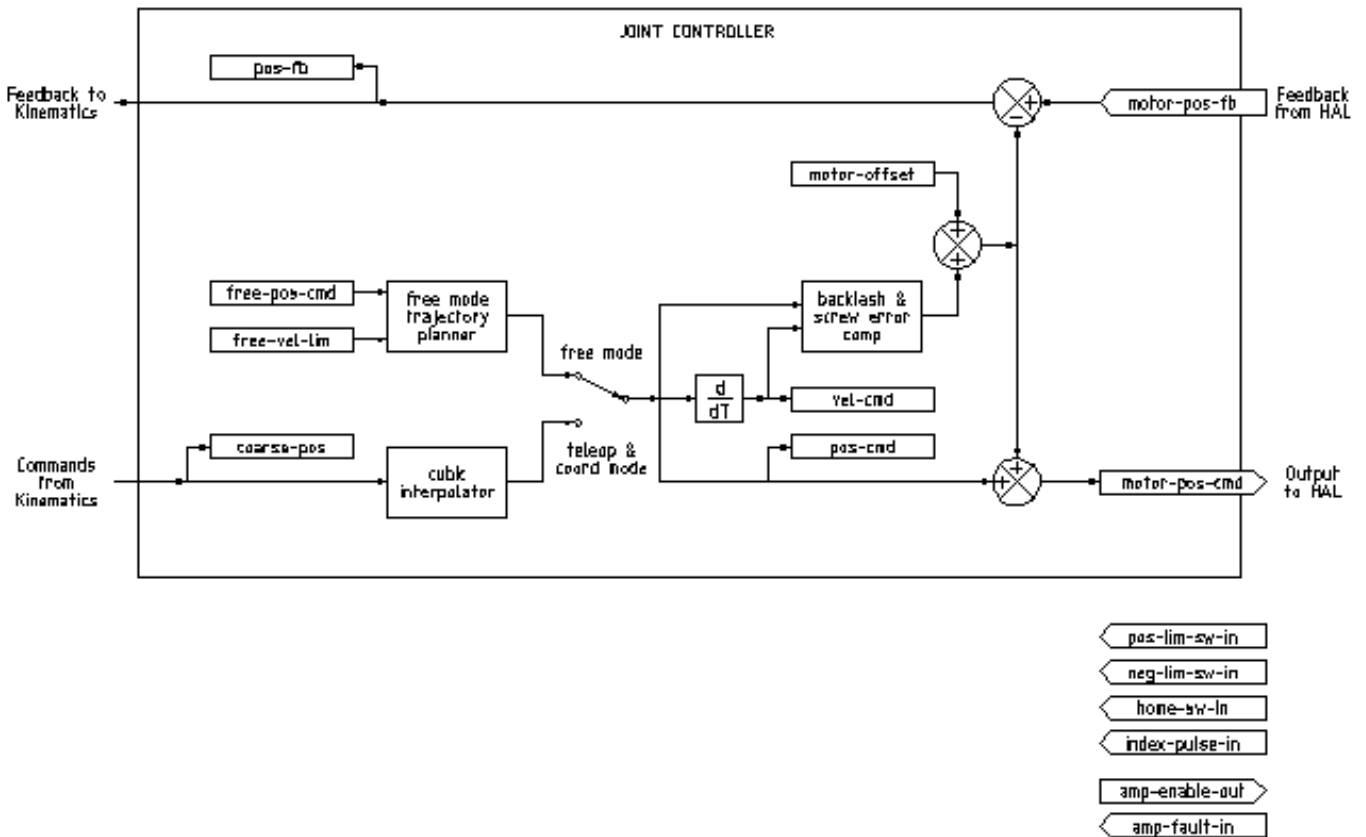 JOINT CONTROLLER
pos-fb
Feedback to
Kinematics
motor-pos-fb
Feedback
from HAL
+
-
motor-offset
+
+
free-pos-cmd
free-vel-lim
free mode
trajectory
planner
backlash &
screw error
comp
free mode
d
dT
vel-cmd
coarse-pos
pos-cmd
teleop &
coord mode
Commands
from
Kinematics
cubic
interpolator
+
+
motor-pos-cmd
Output
to HAL
pos-lim-sw-in
neg-lim-sw-in
home-sw-in
index-pulse-in
amp-enable-out
amp-fault-in